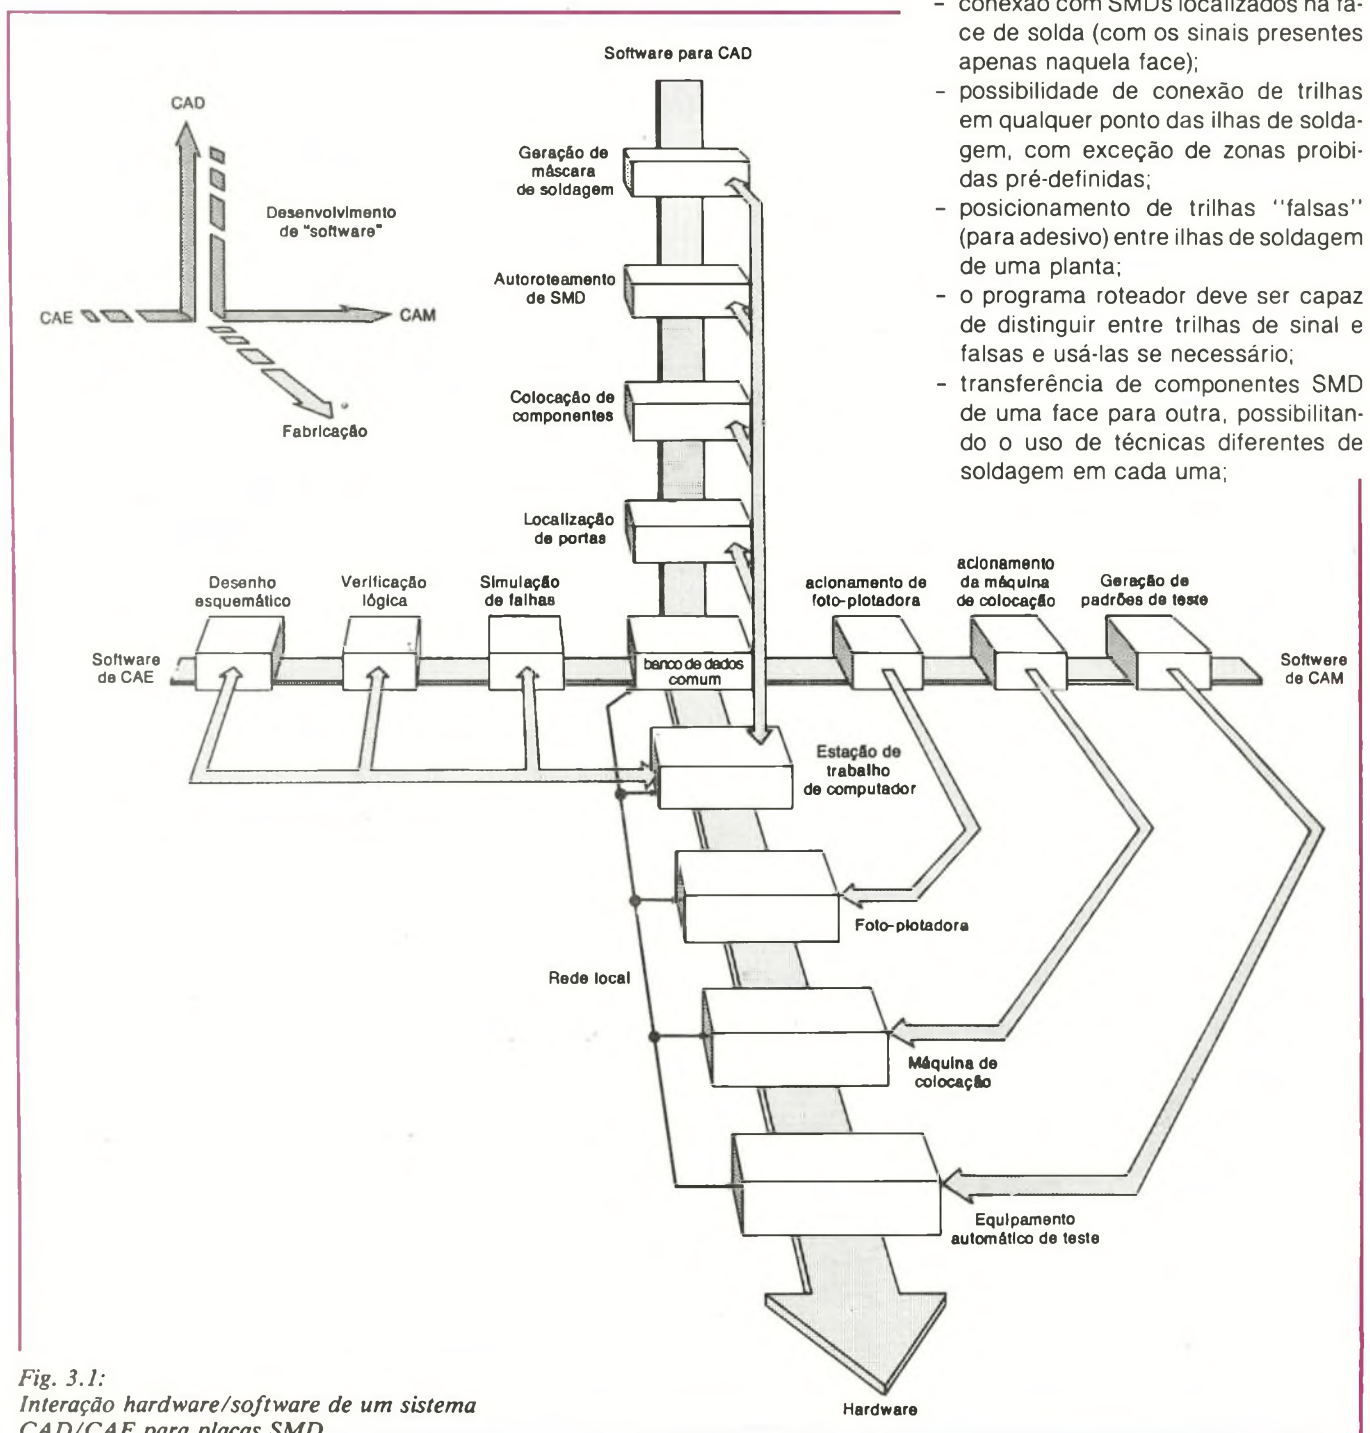 - conexão com SMDs localizados na fa-
ce de solda (com os sinais presentes
apenas naquela face);
- possibilidade de conexão de trilhas
em qualquer ponto das ilhas de solda-
gem, com exceção de zonas proibi-
das pré-definidas;
- posicionamento de trilhas "falsas"
(para adesivo) entre ilhas de soldagem
de uma planta;
- o programa roteador deve ser capaz
de distinguir entre trilhas de sinal e
falsas e usá-las se necessário;
- transferência de componentes SMD
de uma face para outra, possibilitan-
do o uso de técnicas diferentes de
soldagem em cada uma;
Software para CAD
CAD
Desenvolvimento
de "software"
CAE
CAM
Fabricação
Geração de
máscara
de soldagem
Autoroteamento
de SMD
Colocação de
componentes
Localização
de portas
Desenho
esquemático
Verificação
lógica
Simulação
de falhas
acionamento de
foto-plotadora
acionamento
da máquina
de colocação
Geração de
padrões de teste
Software
de CAE
banco de dados
comum
Software
de CAM
Estação de
trabalho
de computador
Foto-plotadora
Rede local
Máquina de
colocação
Equipamento
automático de teste
Hardware
Fig. 3.1:
Interação hardware/software de um sistema
CAD/CAE para placas SMD